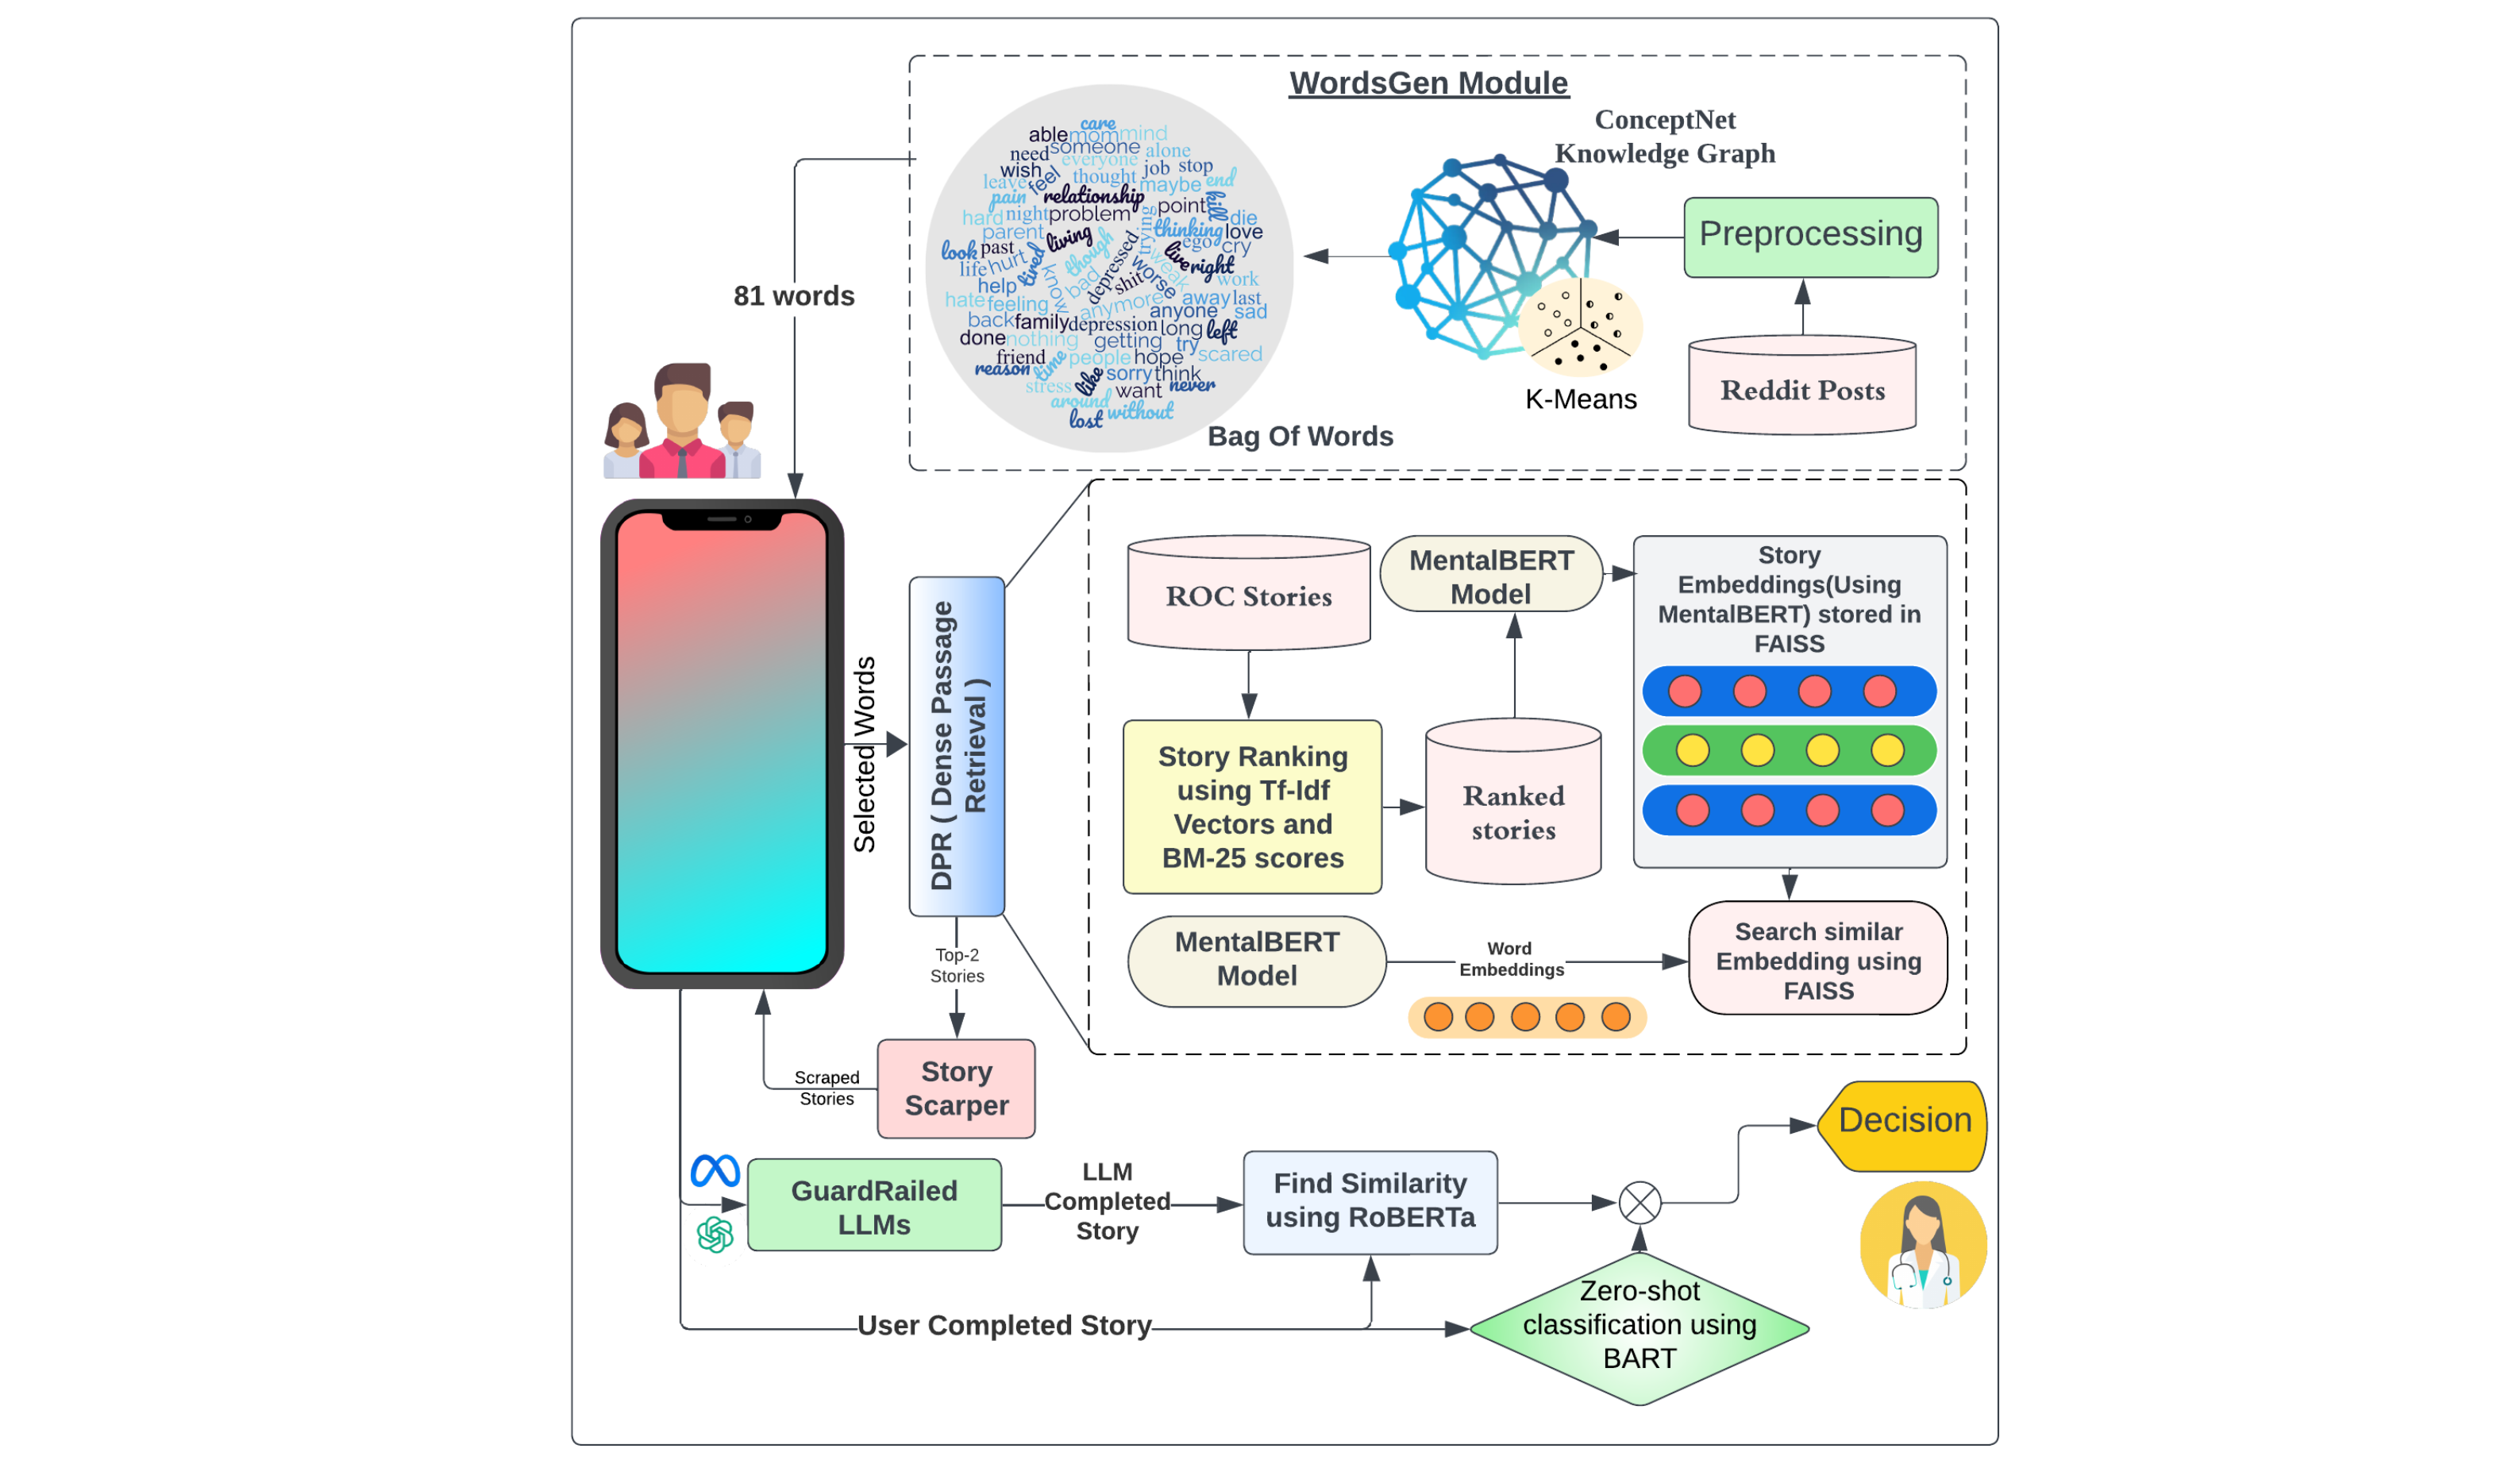 WordsGen Module
ConceptNet
Knowledge Graph
care
able mom mind
need someone alone
wish everyone job stop
leave feel thought maybe end
pain relationship kill
hard night problem point die
parent living trying thinking love
look past though depressed ego cry
life hurt tired know bad shit worse weak live right
help work
hate feeling anymore away last
back family depression anyone sad
done nothing getting long left
friend time people hope try scared
reason like sorry think
stress want never
around
lost without
Bag Of Words
Preprocessing
Reddit Posts
K-Means
81 words
Selected Words
DPR ( Dense Passage
Retrieval )
ROC Stories
MentalBERT
Model
Story
Embeddings(Using
MentalBERT) stored in
FAISS
Story Ranking
using Tf-Idf
Vectors and
BM-25 scores
Ranked
stories
MentalBERT
Model
Word
Embeddings
Search similar
Embedding using
FAISS
Top-2
Stories
Scraped
Stories
Story
Scarper
GuardRailed
LLMs
LLM
Completed
Story
Find Similarity
using RoBERTa
Decision
User Completed Story
Zero-shot
classification using
BART